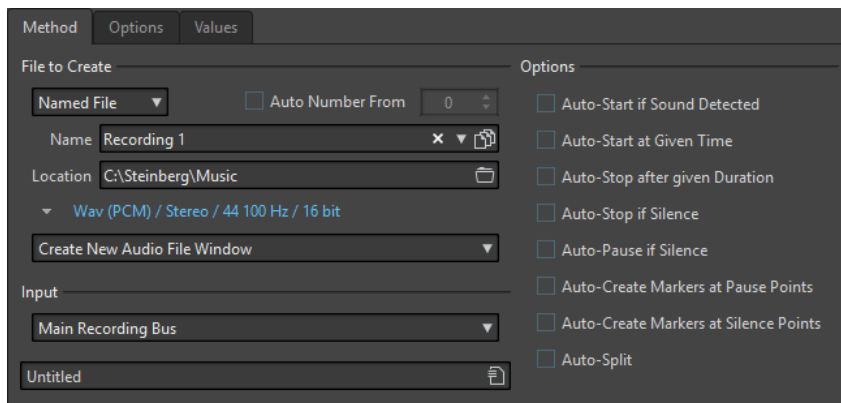 Method Options Values
File to Create
Named File Auto Number From 0
Name Recording 1
Location C:\Steinberg\Music
Wav (PCM) / Stereo / 44 100 Hz / 16 bit
Create New Audio File Window
Input
Main Recording Bus
Untitled
Options
Auto-Start if Sound Detected
Auto-Start at Given Time
Auto-Stop after given Duration
Auto-Stop if Silence
Auto-Pause if Silence
Auto-Create Markers at Pause Points
Auto-Create Markers at Silence Points
Auto-Split